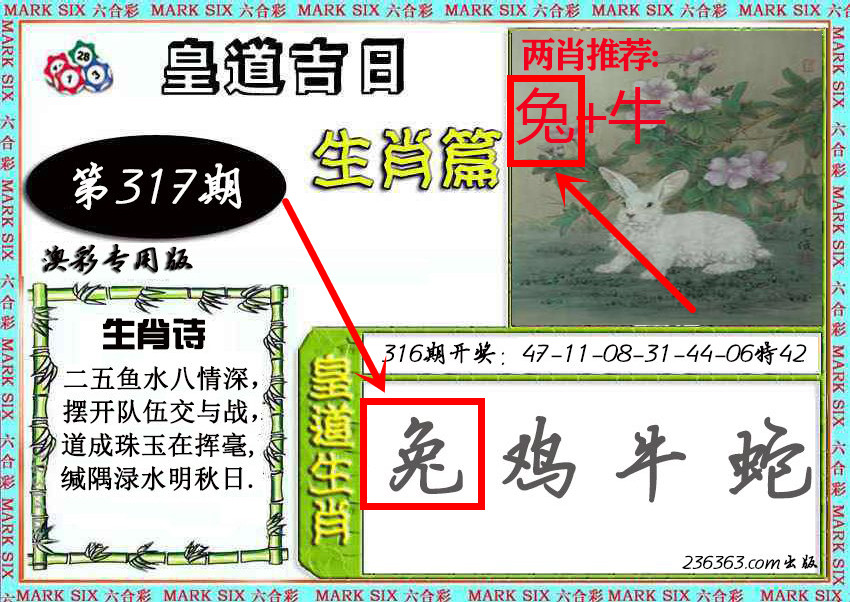 MARK SIX 六合彩 MARK SIX 六合彩 MARK SIX 六合彩 MARK SIX 六合彩 MARK SIX 六合彩 MARK SIX 六合彩
28
1
3
皇道吉日
两肖推荐:
兔+牛
生肖篇
第317期
澳彩专用版
生肖诗
二五鱼水八情深,
摆开队伍交与战,
道成珠玉在挥毫,
缄隅渌水明秋日.
316期开奖：47-11-08-31-44-06特42
皇道生肖
兔 鸡 牛 蛇
236363.com出版
MARK SIX 六合彩 MARK SIX 六合彩 MARK SIX 六合彩 MARK SIX 六合彩 MARK SIX 六合彩